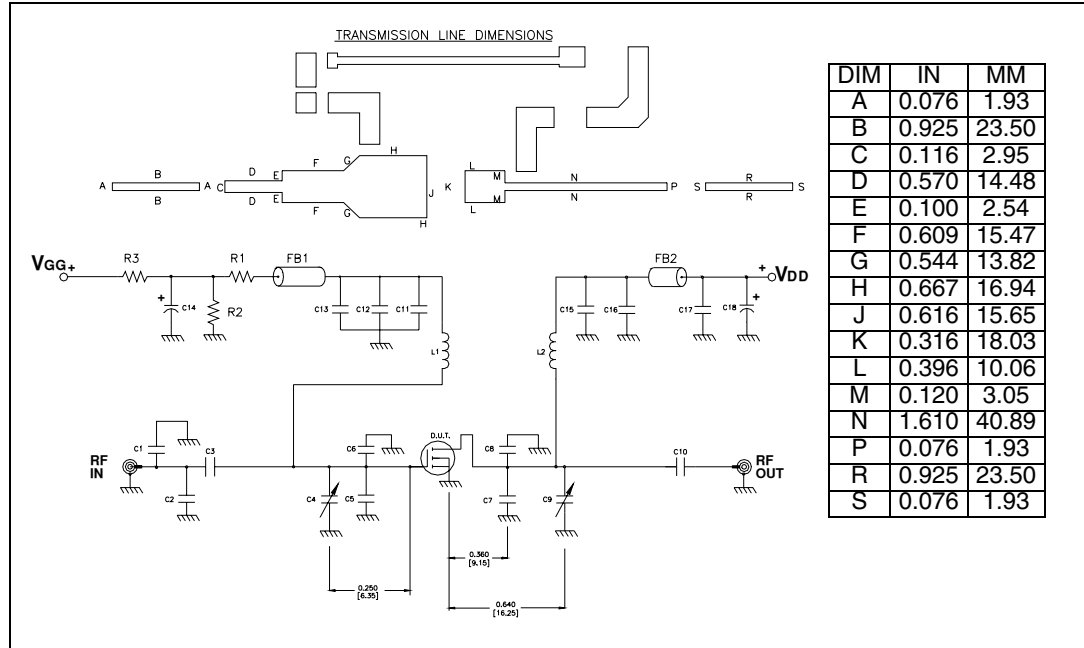 TRANSMISSION LINE DIMENSIONS
H
F G
D E
B
A A C
J K
B
D E
F G
H
L
M N
P S R S
M N
L R
DIM IN MM
A 0.076 1.93
B 0.925 23.50
C 0.116 2.95
D 0.570 14.48
E 0.100 2.54
F 0.609 15.47
G 0.544 13.82
H 0.667 16.94
J 0.616 15.65
K 0.316 18.03
L 0.396 10.06
M 0.120 3.05
N 1.610 40.89
P 0.076 1.93
R 0.925 23.50
S 0.076 1.93
VGG+ R3 R1 FB1
FB2 + VDD
+ C14 R2 C13 C12 C11
C15 C16 C17 C18 +
L1 L2
C1 C3 C6 D.U.T. C8 C10
RF IN
RF OUT
C2 C4 C5 C7 C9
0.360
[9.15]
0.250
[6.35]
0.640
[16.25]